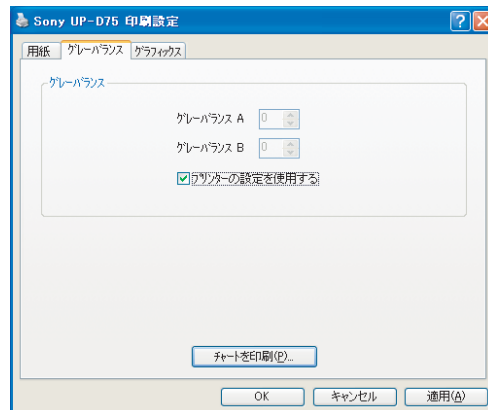 Sony UP-D75 印刷設定
用紙 グレーバランス グラフィックス
グレーバランス
グレーバランス A 0
グレーバランス B 0
プリンターの設定を使用する
チャートを印刷(P)...
OK キャンセル 適用(A)